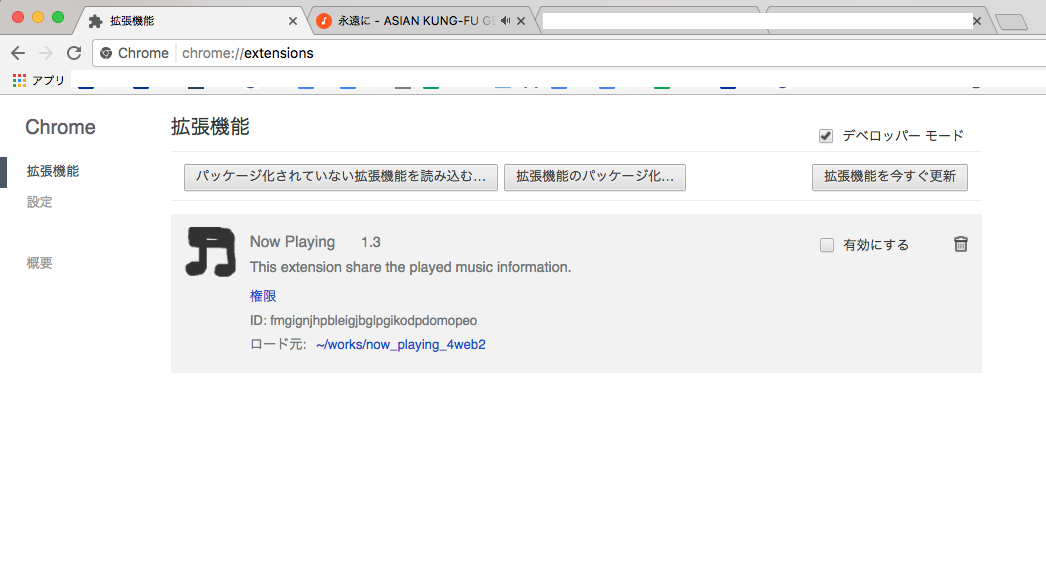 拡張機能
永遠に - ASIAN KUNG-FU GE
Chrome chrome://extensions
アプリ
Chrome
拡張機能
設定
概要
拡張機能
デベロッパー モード
パッケージ化されていない拡張機能を読み込む...
拡張機能のパッケージ化...
拡張機能を今すぐ更新
Now Playing 1.3
有効にする
This extension share the played music information.
権限
ID: fmgignjhpbleigjbglpgikodpdomopeo
ロード元: ~/works/now_playing_4web2